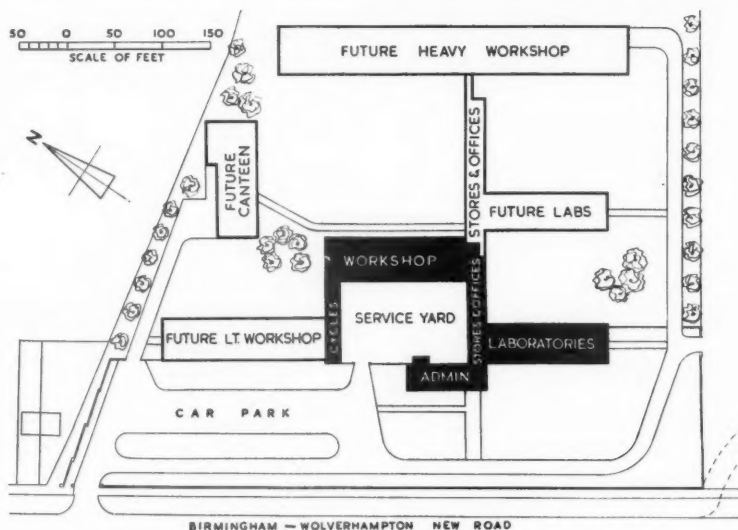 50 0 50 100 150
SCALE OF FEET
N
FUTURE HEAVY WORKSHOP
STORES & OFFICES
FUTURE
CANTEEN
FUTURE LABS
WORKSHOP
CYCLES
SERVICE YARD
STORES & OFFICES
FUTURE LT. WORKSHOP
LABORATORIES
ADMIN
CAR PARK
BIRMINGHAM — WOLVERHAMPTON NEW ROAD